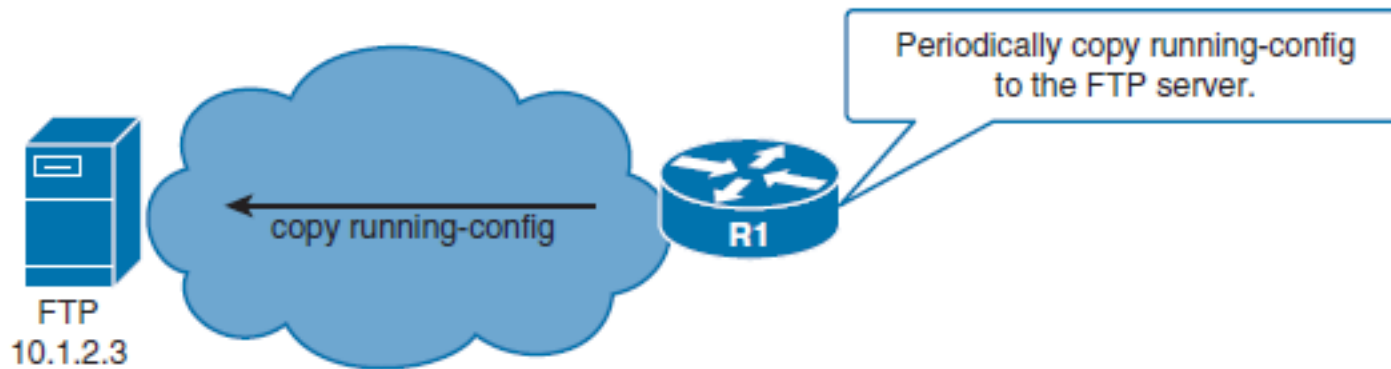 Periodically copy running-config
to the FTP server.
copy running-config
R1
FTP
10.1.2.3